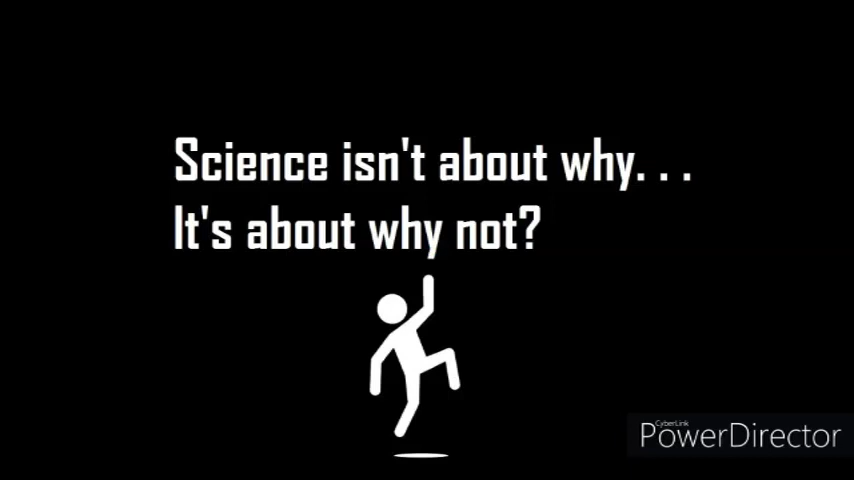 Science isn't about why. . .
It's about why not?
CyberLink
PowerDirector